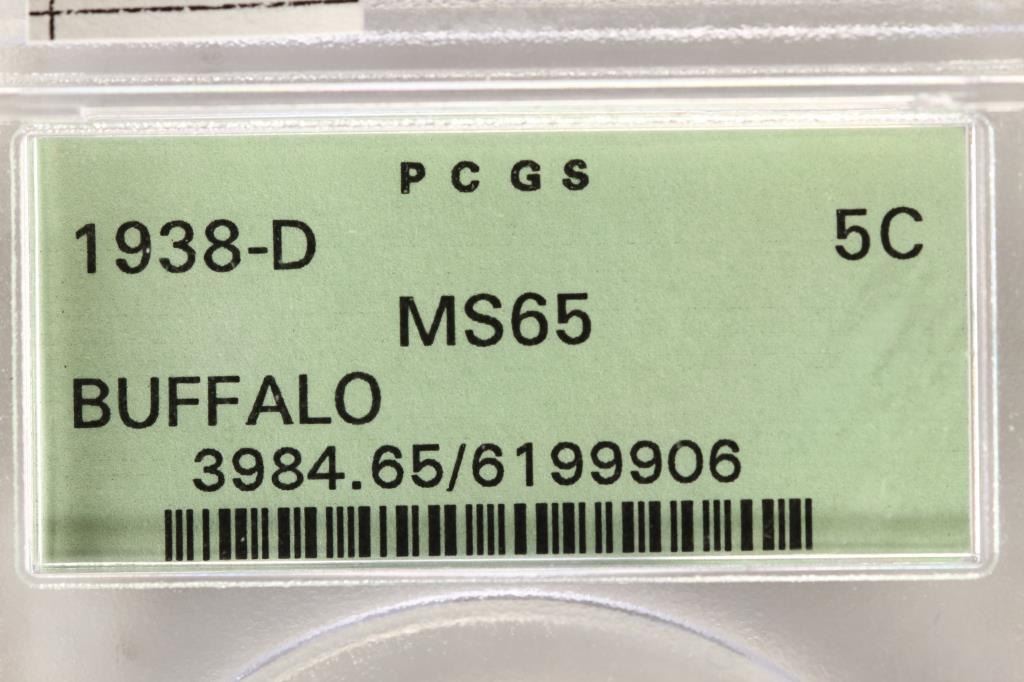 PCGS
1938-D 5C
MS65
BUFFALO
3984.65/6199906